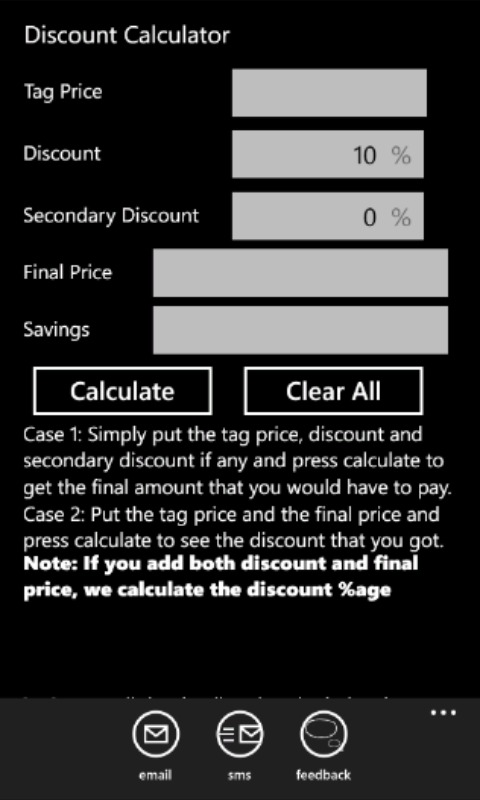 Discount Calculator
Tag Price
Discount 10 %
Secondary Discount 0 %
Final Price
Savings
Calculate Clear All
Case 1: Simply put the tag price, discount and
secondary discount if any and press calculate to
get the final amount that you would have to pay.
Case 2: Put the tag price and the final price and
press calculate to see the discount that you got.
Note: If you add both discount and final
price, we calculate the discount %age
email sms feedback